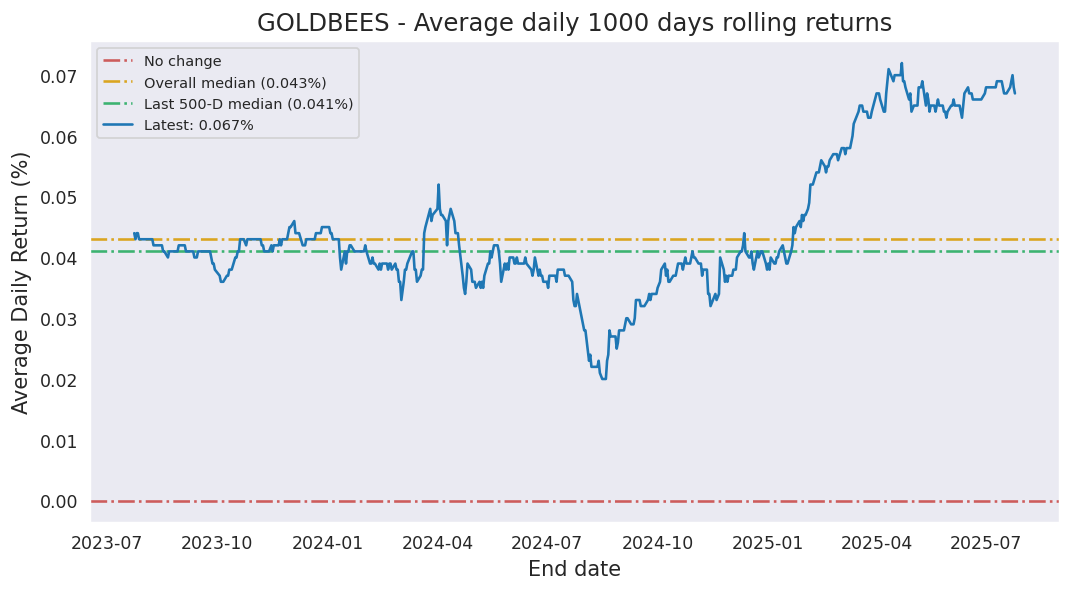 GOLDBEES - Average daily 1000 days rolling returns
No change
Overall median (0.043%)
Last 500-D median (0.041%)
Latest: 0.067%
Average Daily Return (%)
0.07
0.06
0.05
0.04
0.03
0.02
0.01
0.00
2023-07 2023-10 2024-01 2024-04 2024-07 2024-10 2025-01 2025-04 2025-07
End date